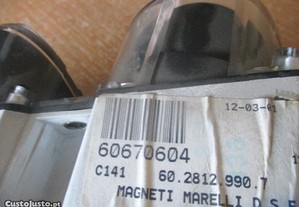 12-03-01
60670604
C141 60.2812.990.7
MAGNETI MARELLI D S E
CustoJusto.pt